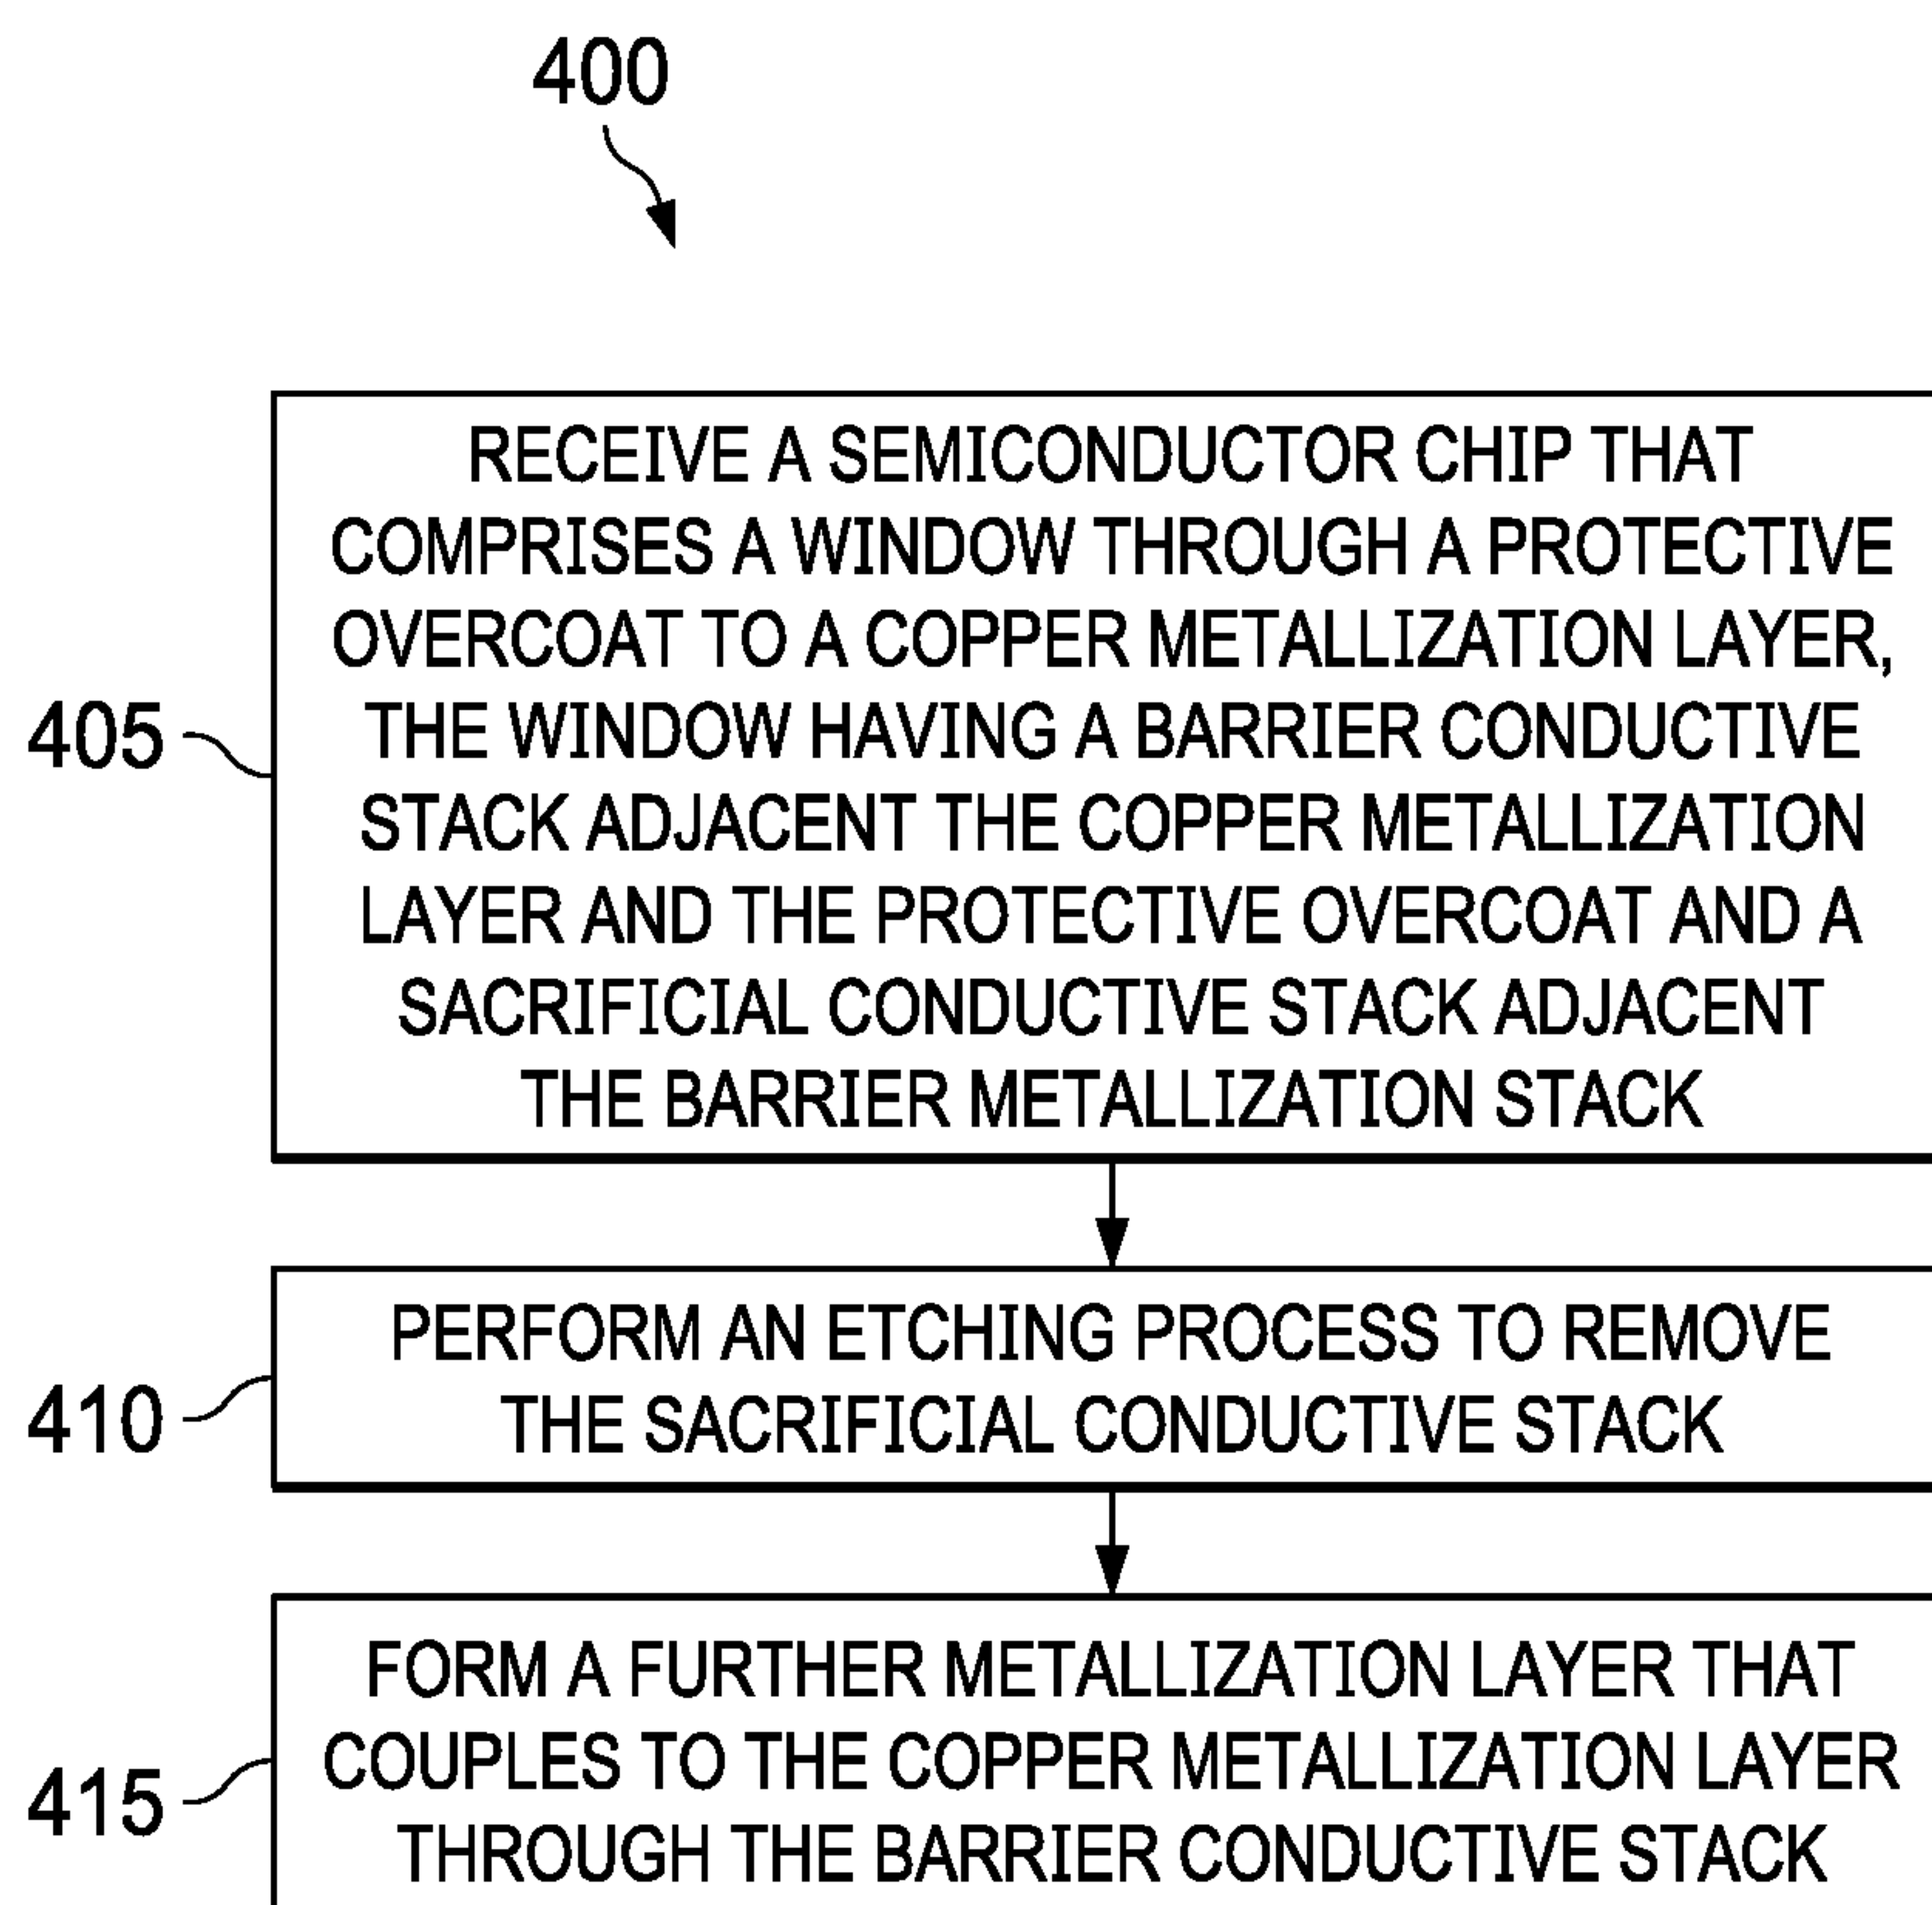 400
RECEIVE A SEMICONDUCTOR CHIP THAT
COMPRISES A WINDOW THROUGH A PROTECTIVE
OVERCOAT TO A COPPER METALLIZATION LAYER,
THE WINDOW HAVING A BARRIER CONDUCTIVE
405
STACK ADJACENT THE COPPER METALLIZATION
LAYER AND THE PROTECTIVE OVERCOAT AND A
SACRIFICIAL CONDUCTIVE STACK ADJACENT
THE BARRIER METALLIZATION STACK
PERFORM AN ETCHING PROCESS TO REMOVE
410
THE SACRIFICIAL CONDUCTIVE STACK
FORM A FURTHER METALLIZATION LAYER THAT
COUPLES TO THE COPPER METALLIZATION LAYER
415
THROUGH THE BARRIER CONDUCTIVE STACK